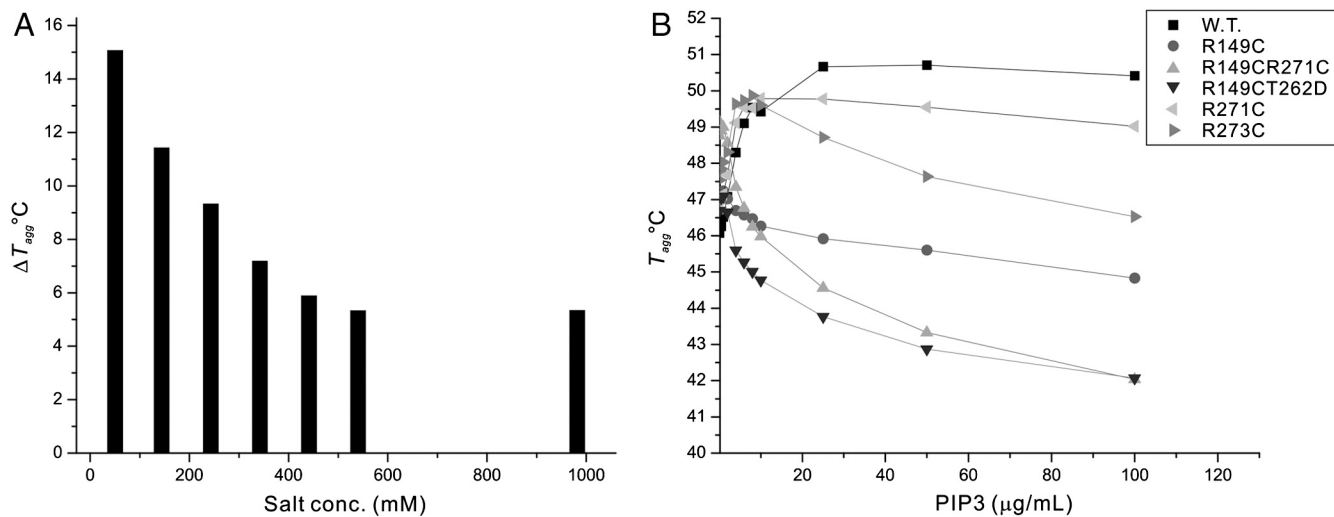 A
16
14
12
10
8
6
4
2
0
Δ Tagg°C
0 200 400 600 800 1000
Salt conc. (mM)
B
52
51
50
49
48
47
46
45
44
43
42
41
40
Tagg°C
20 40 60 80 100 120
PIP3 (μg/mL)
W.T.
R149C
R149CR271C
R149CT262D
R271C
R273C